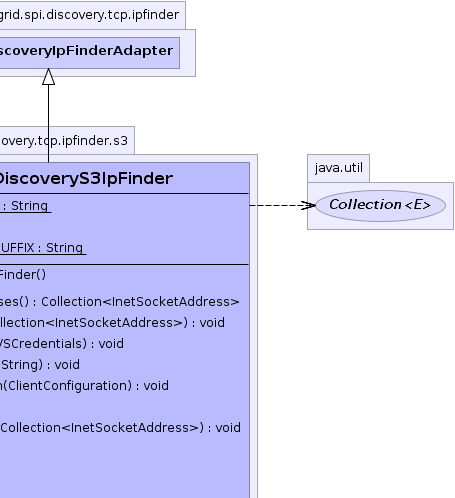 grid.spi.discovery.tcp.ipfinder
scoveryIpFinderAdapter
overy.tcp.ipfinder.s3
DiscoveryS3IpFinder
: String
UFFIX : String
Finder()
ses() : Collection<InetSocketAddress>
llection<InetSocketAddress>) : void
VSCredentials) : void
String) : void
n(ClientConfiguration) : void
Collection<InetSocketAddress>) : void
java.util
Collection<E>